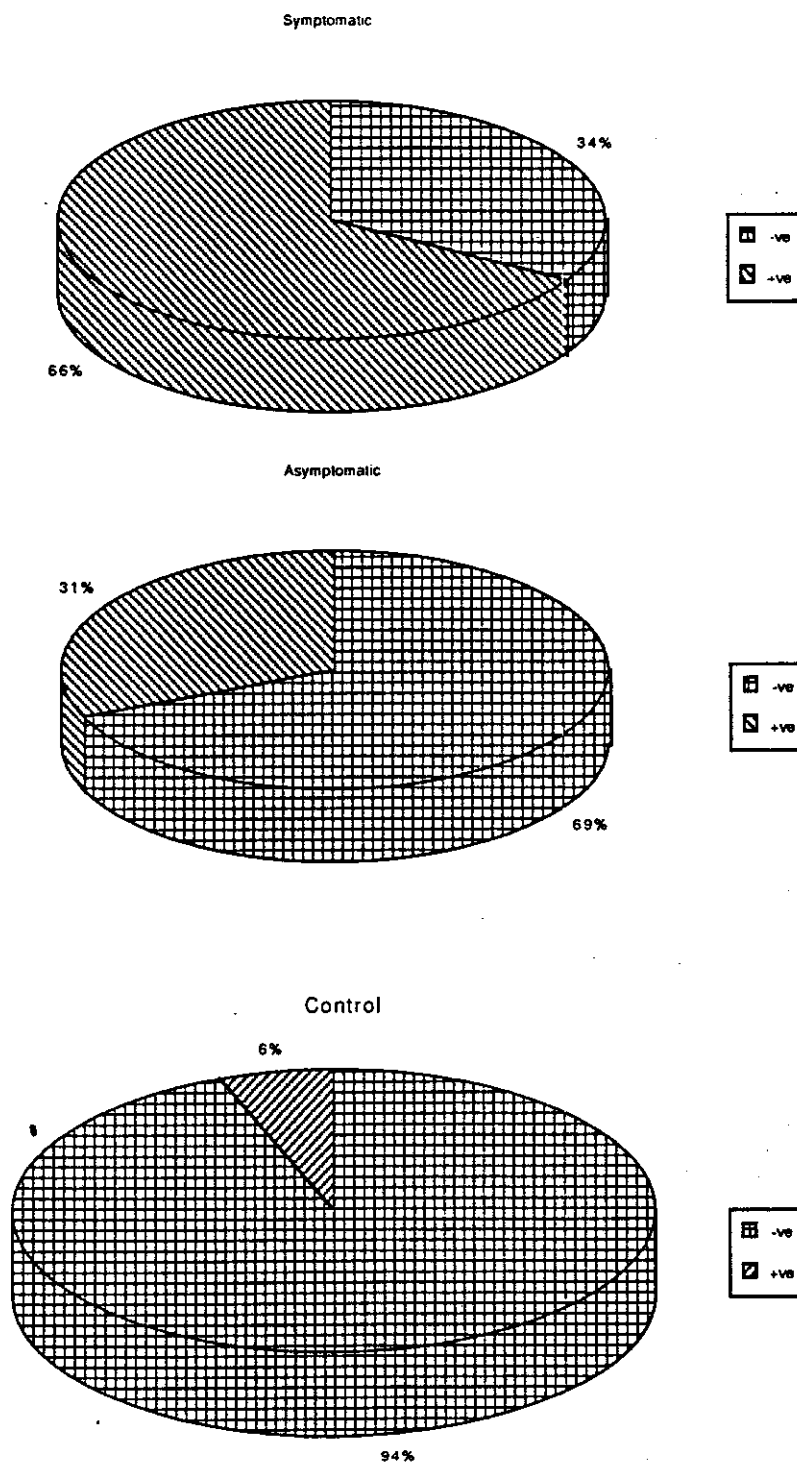 Symptomatic
34%
-ve
+ve
66%
Asymptomatic
31%
-ve
+ve
69%
Control
6%
-ve
+ve
94%